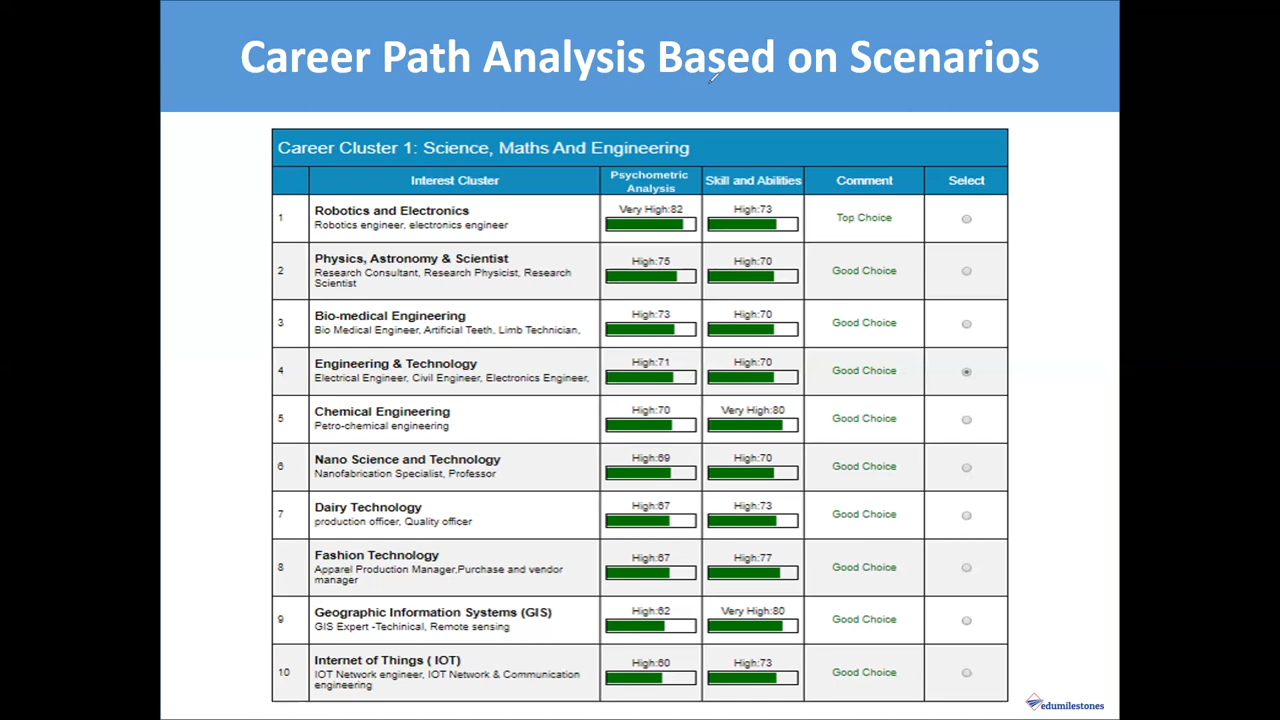 Career Path Analysis Based on Scenarios
Career Cluster 1: Science, Maths And Engineering
Interest Cluster
Psychometric
Analysis
Skill and Abilities
Comment
Select
1
Robotics and Electronics
Robotics engineer, electronics engineer
Very High:82
High:73
Top Choice
2
Physics, Astronomy & Scientist
Research Consultant, Research Physicist, Research
Scientist
High:75
High:70
Good Choice
3
Bio-medical Engineering
Bio Medical Engineer, Artificial Teeth, Limb Technician,
High:73
High:70
Good Choice
4
Engineering & Technology
Electrical Engineer, Civil Engineer, Electronics Engineer,
High:71
High:70
Good Choice
5
Chemical Engineering
Petro-chemical engineering
High:70
Very High:80
Good Choice
6
Nano Science and Technology
Nanofabrication Specialist, Professor
High:69
High:70
Good Choice
7
Dairy Technology
production officer, Quality officer
High:67
High:73
Good Choice
8
Fashion Technology
Apparel Production Manager,Purchase and vendor
manager
High:67
High:77
Good Choice
9
Geographic Information Systems (GIS)
GIS Expert -Techinical, Remote sensing
High:62
Very High:80
Good Choice
10
Internet of Things ( IOT)
IOT Network engineer, IOT Network & Communication
engineering
High:60
High:73
Good Choice
edumilestones